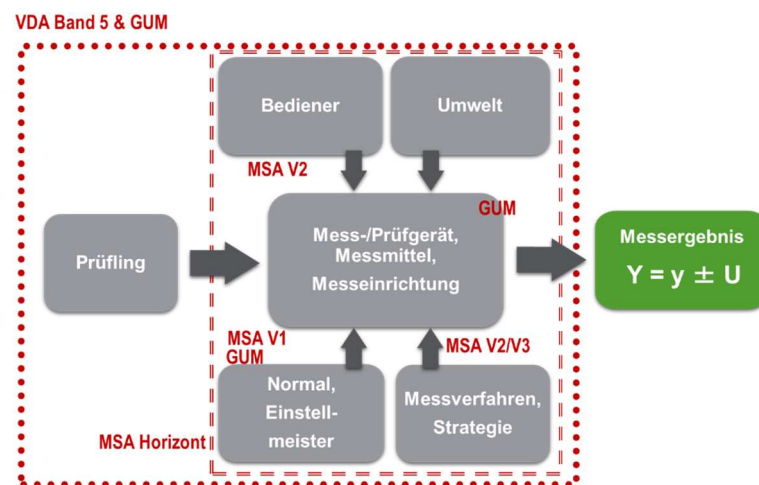 VDA Band 5 & GUM
Bediener
Umwelt
MSA V2
GUM
Prüfling
Mess-/Prüfgerät,
Messmittel,
Messeinrichtung
Messergebnis
Y = y ± U
MSA V1
GUM
MSA V2/V3
Normal,
Einstell-
meister
Messverfahren,
Strategie
MSA Horizont